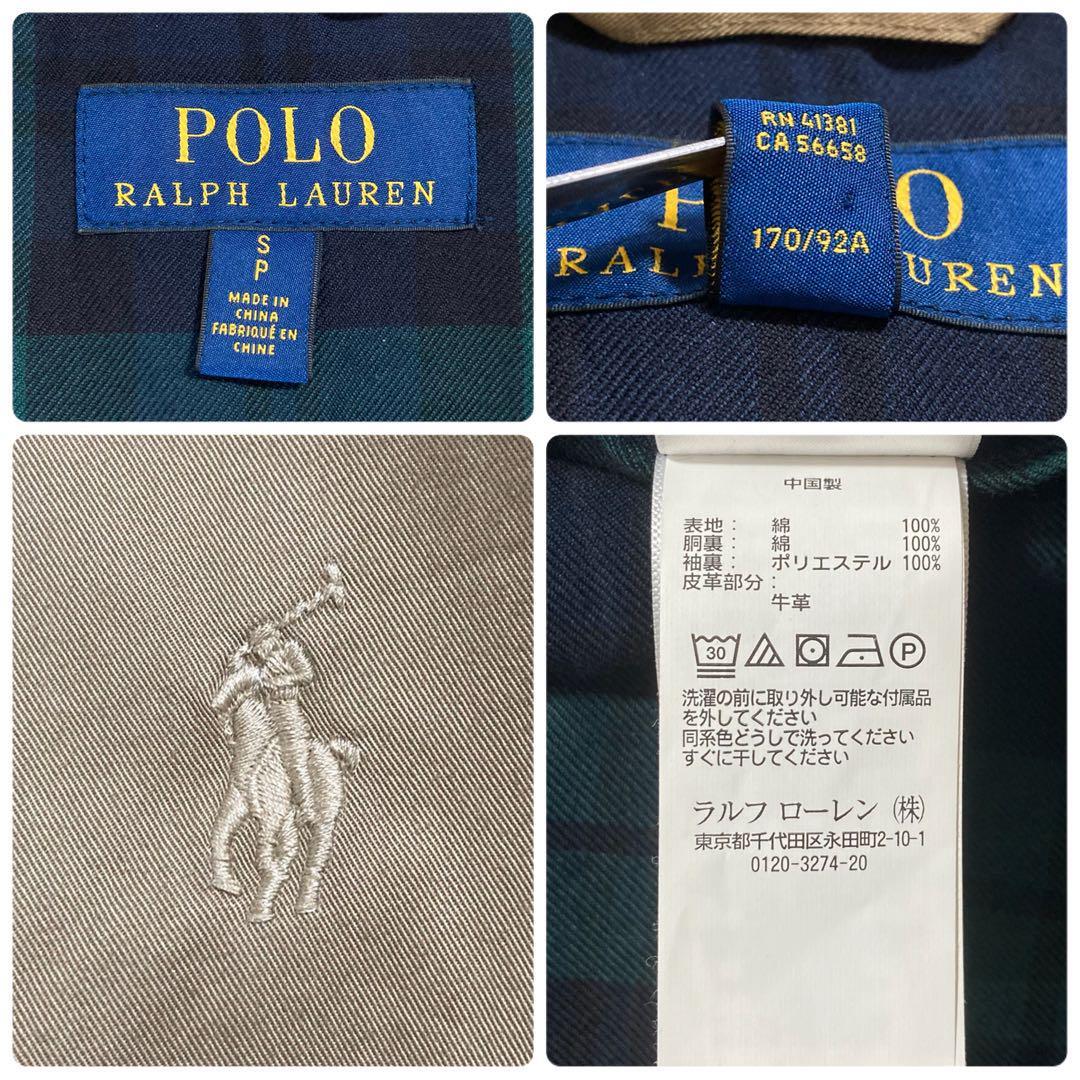 POLO
RALPH LAUREN
S
P
MADE IN
CHINA
FABRIQUÉ EN
CHINE
RN 41381
CA 56658
170/92A
P O
RAL UREN
中国製
表地: 綿 100%
胴裏: 綿 100%
袖裏: ポリエステル 100%
皮革部分:
牛革
30 P
洗濯の前に取り外し可能な付属品
を外してください
同系色どうしで洗ってください
すぐに干してください
ラルフ ローレン ㈱
東京都千代田区永田町2-10-1
0120-3274-20